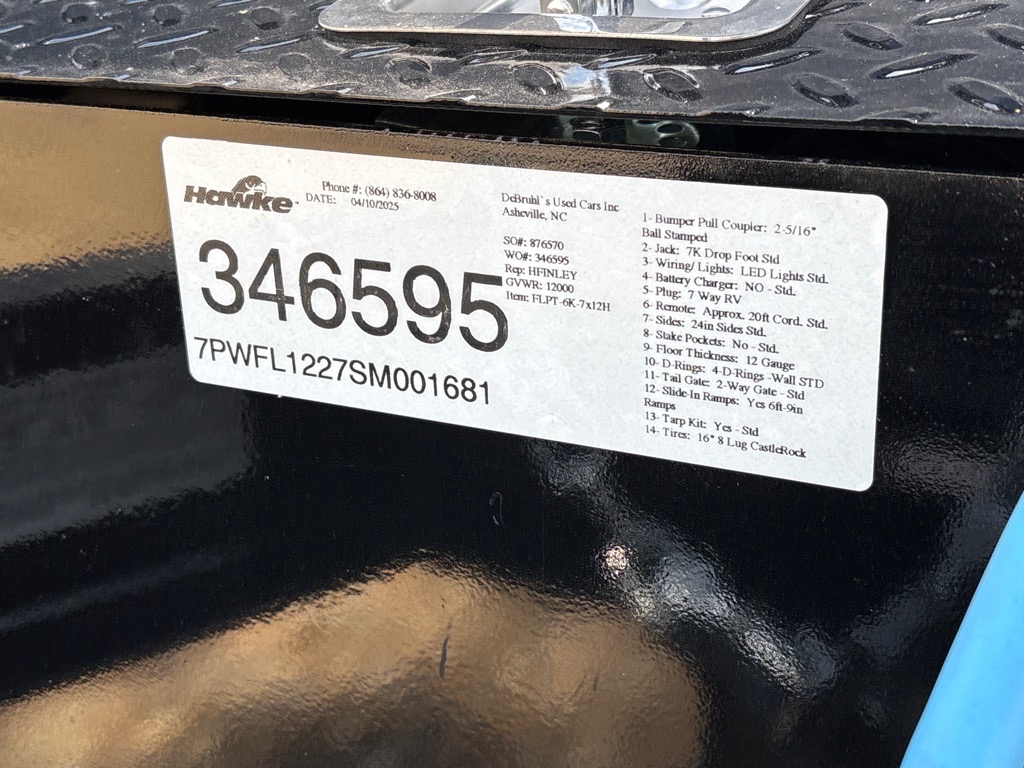 Hawke
Phone #: (864) 836-8008
DATE: 04/10/2025
346595
7PWFL1227SM001681
DeBruhl`s Used Cars Inc
Asheville, NC
SO#: 876570
WO#: 346595
Rep: HFINLEY
GVWR: 12000
Item: FLPT-6K-7x12H
1- Bumper Pull Coupler: 2-5/16"
Ball Stamped
2- Jack: 7K Drop Foot Std
3- Wiring/ Lights: LED Lights Std.
4- Battery Charger: NO - Std.
5- Plug: 7 Way RV
6- Remote: Approx. 20ft Cord. Std.
7- Sides: 24in Sides Std.
8- Stake Pockets: No - Std.
9- Floor Thickness: 12 Gauge
10- D-Rings: 4-D-Rings -Wall STD
11- Tail Gate: 2-Way Gate - Std
12- Slide-In Ramps: Yes 6ft-9in
Ramps
13- Tarp Kit: Yes - Std
14- Tires: 16" 8 Lug CastleRock